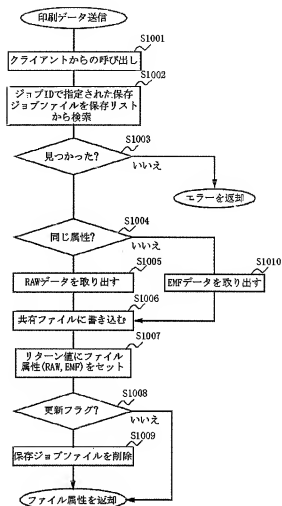 印刷データ送信
S1001
クライアントからの呼び出し
S1002
ジョブIDで指定された保存
ジョブファイルを保存リスト
から検索
S1003
見つかった?
いいえ
エラーを返却
S1004
同じ属性?
いいえ
S1005
RAWデータを取り出す
S1010
EMFデータを取り出す
S1006
共有ファイルに書き込む
S1007
リターン値にファイル
属性(RAW,EMF)をセット
S1008
更新フラグ?
いいえ
S1009
保存ジョブファイルを削除
ファイル属性を返却